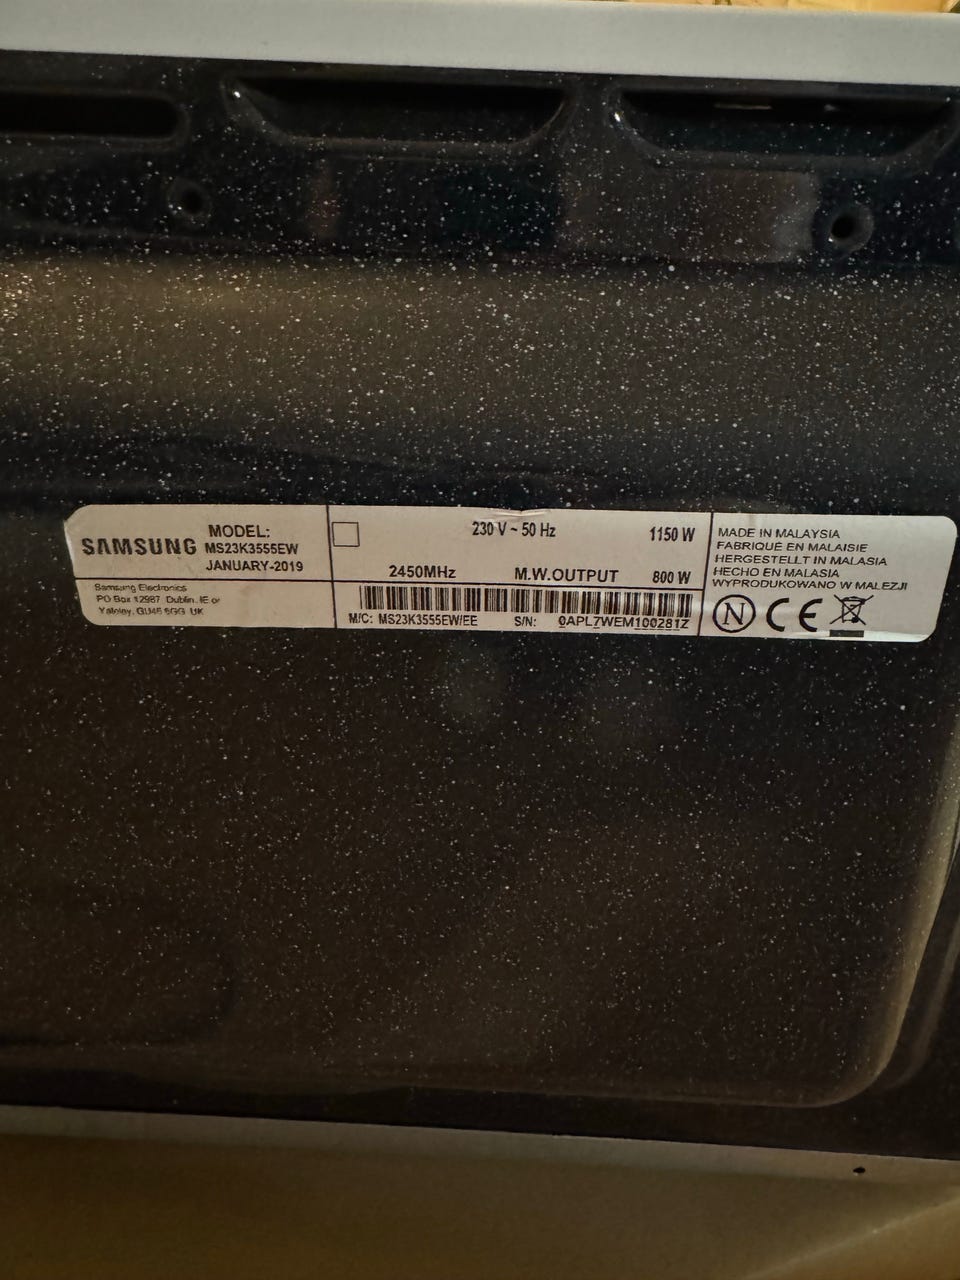 SAMSUNG
MODEL:
MS23K3555EW
JANUARY-2019
Samsung Electronics
PO Box 12987, Dublin. IE or
Yateley, GU46 6GG, UK
230 V ~ 50 Hz 1150 W
2450MHz M.W.OUTPUT 800 W
M/C: MS23K3555EW/EE S/N: 0APL7WEM100281Z
MADE IN MALAYSIA
FABRIQUÉ EN MALAISIE
HERGESTELLT IN MALASIA
HECHO EN MALASIA
WYPRODUKOWANO W MALEZJI
N CE